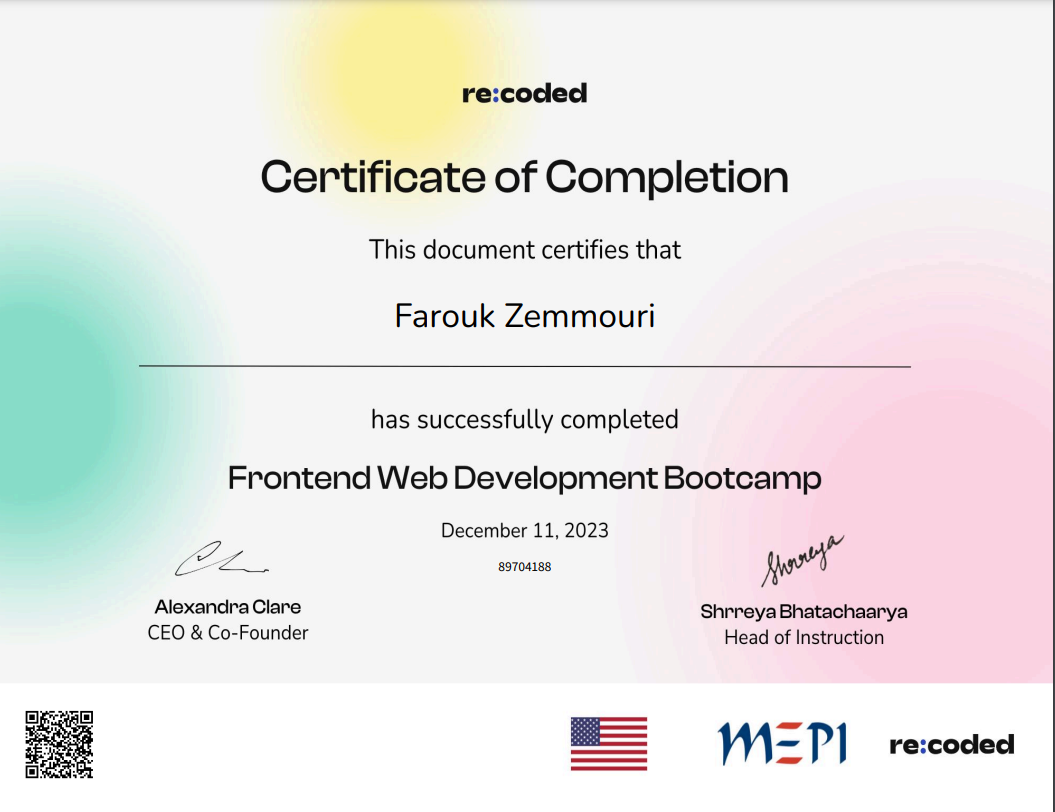 re:coded
Certificate of Completion
This document certifies that
Farouk Zemmouri
has successfully completed
Frontend Web Development Bootcamp
December 11, 2023
89704188
Shrreya
Alexandra Clare
CEO & Co-Founder
Shrreya Bhatachaarya
Head of Instruction
MEPI
re:coded